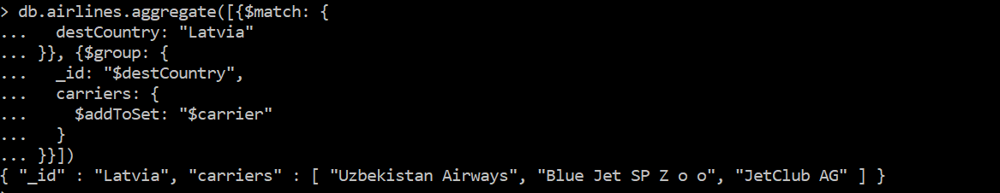 > db.airlines.aggregate([{$match: {
...   destCountry: "Latvia"
... }}, {$group: {
...   _id: "$destCountry",
...   carriers: {
...     $addToSet: "$carrier"
...   }
... }}])
{ "_id" : "Latvia", "carriers" : [ "Uzbekistan Airways", "Blue Jet SP Z o o", "JetClub AG" ] }